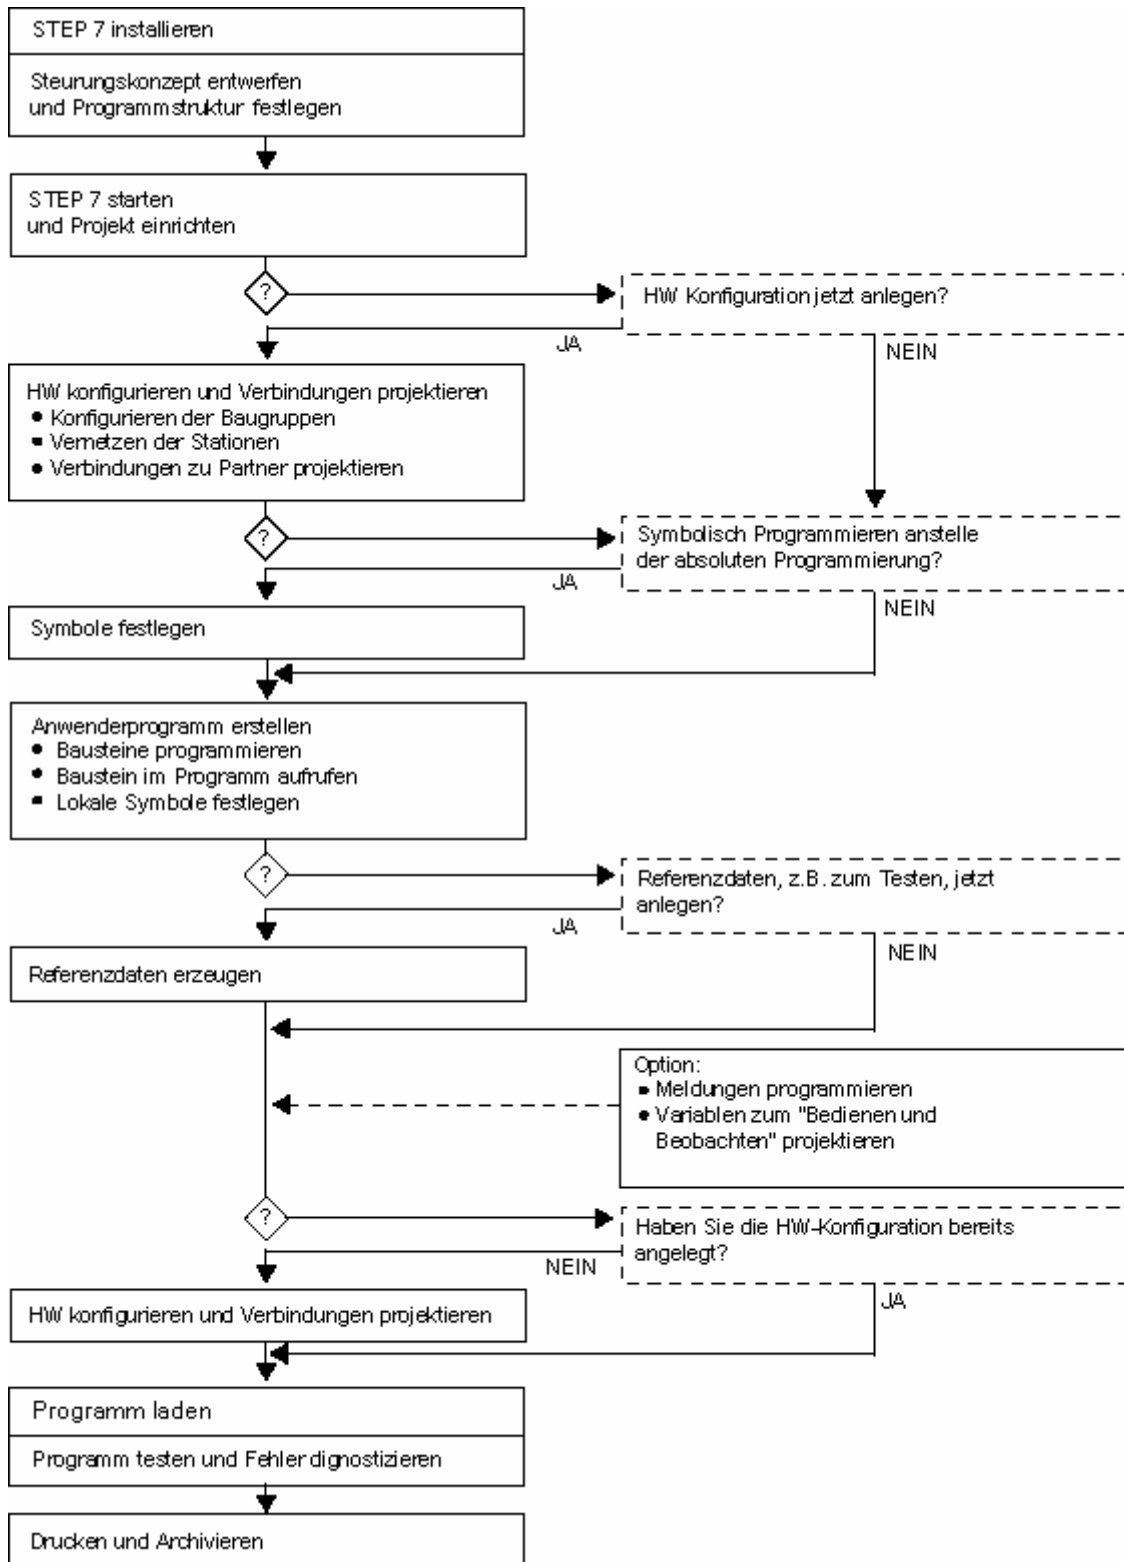 STEP 7 installieren
Steurungskonzept entwerfen
und Programmstruktur festlegen
STEP 7 starten
und Projekt einrichten
?
HW Konfiguration jetzt anlegen?
JA
NEIN
HW konfigurieren und Verbindungen projektieren
• Konfigurieren der Baugruppen
• Vernetzen der Stationen
• Verbindungen zu Partner projektieren
?
Symbolisch Programmieren anstelle
der absoluten Programmierung?
JA
NEIN
Symbole festlegen
Anwenderprogramm erstellen
• Bausteine programmieren
• Baustein im Programm aufrufen
• Lokale Symbole festlegen
?
Referenzdaten, z.B. zum Testen, jetzt
anlegen?
JA
NEIN
Referenzdaten erzeugen
Option:
• Meldungen programmieren
• Variablen zum "Bedienen und
Beobachten" projektieren
?
Haben Sie die HW-Konfiguration bereits
angelegt?
NEIN
JA
HW konfigurieren und Verbindungen projektieren
Programm laden
Programm testen und Fehler dignostizieren
Drucken und Archivieren